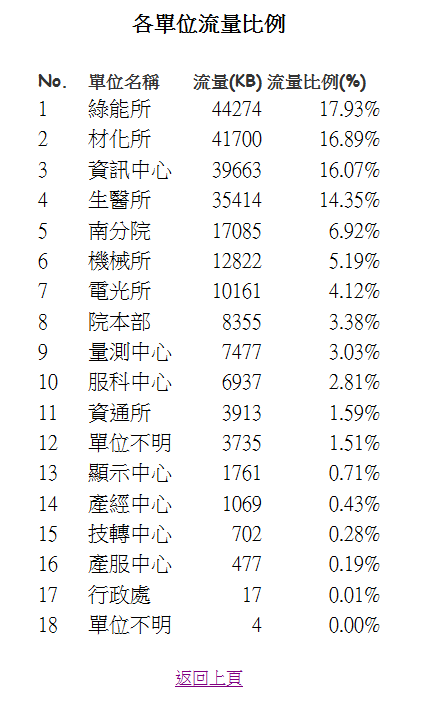 各單位流量比例
No. 單位名稱 流量(KB) 流量比例(%)
1 綠能所 44274 17.93%
2 材化所 41700 16.89%
3 資訊中心 39663 16.07%
4 生醫所 35414 14.35%
5 南分院 17085 6.92%
6 機械所 12822 5.19%
7 電光所 10161 4.12%
8 院本部 8355 3.38%
9 量測中心 7477 3.03%
10 服科中心 6937 2.81%
11 資通所 3913 1.59%
12 單位不明 3735 1.51%
13 顯示中心 1761 0.71%
14 產經中心 1069 0.43%
15 技轉中心 702 0.28%
16 產服中心 477 0.19%
17 行政處 17 0.01%
18 單位不明 4 0.00%
返回上頁